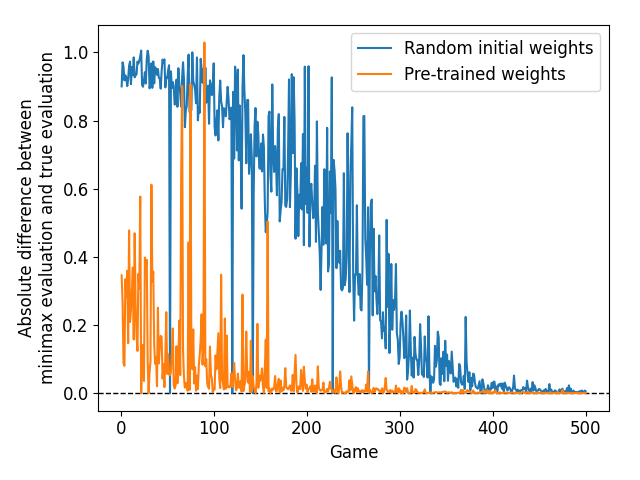 Random initial weights
Pre-trained weights
Absolute difference between
minimax evaluation and true evaluation
1.0
0.8
0.6
0.4
0.2
0.0
0 100 200 300 400 500
Game